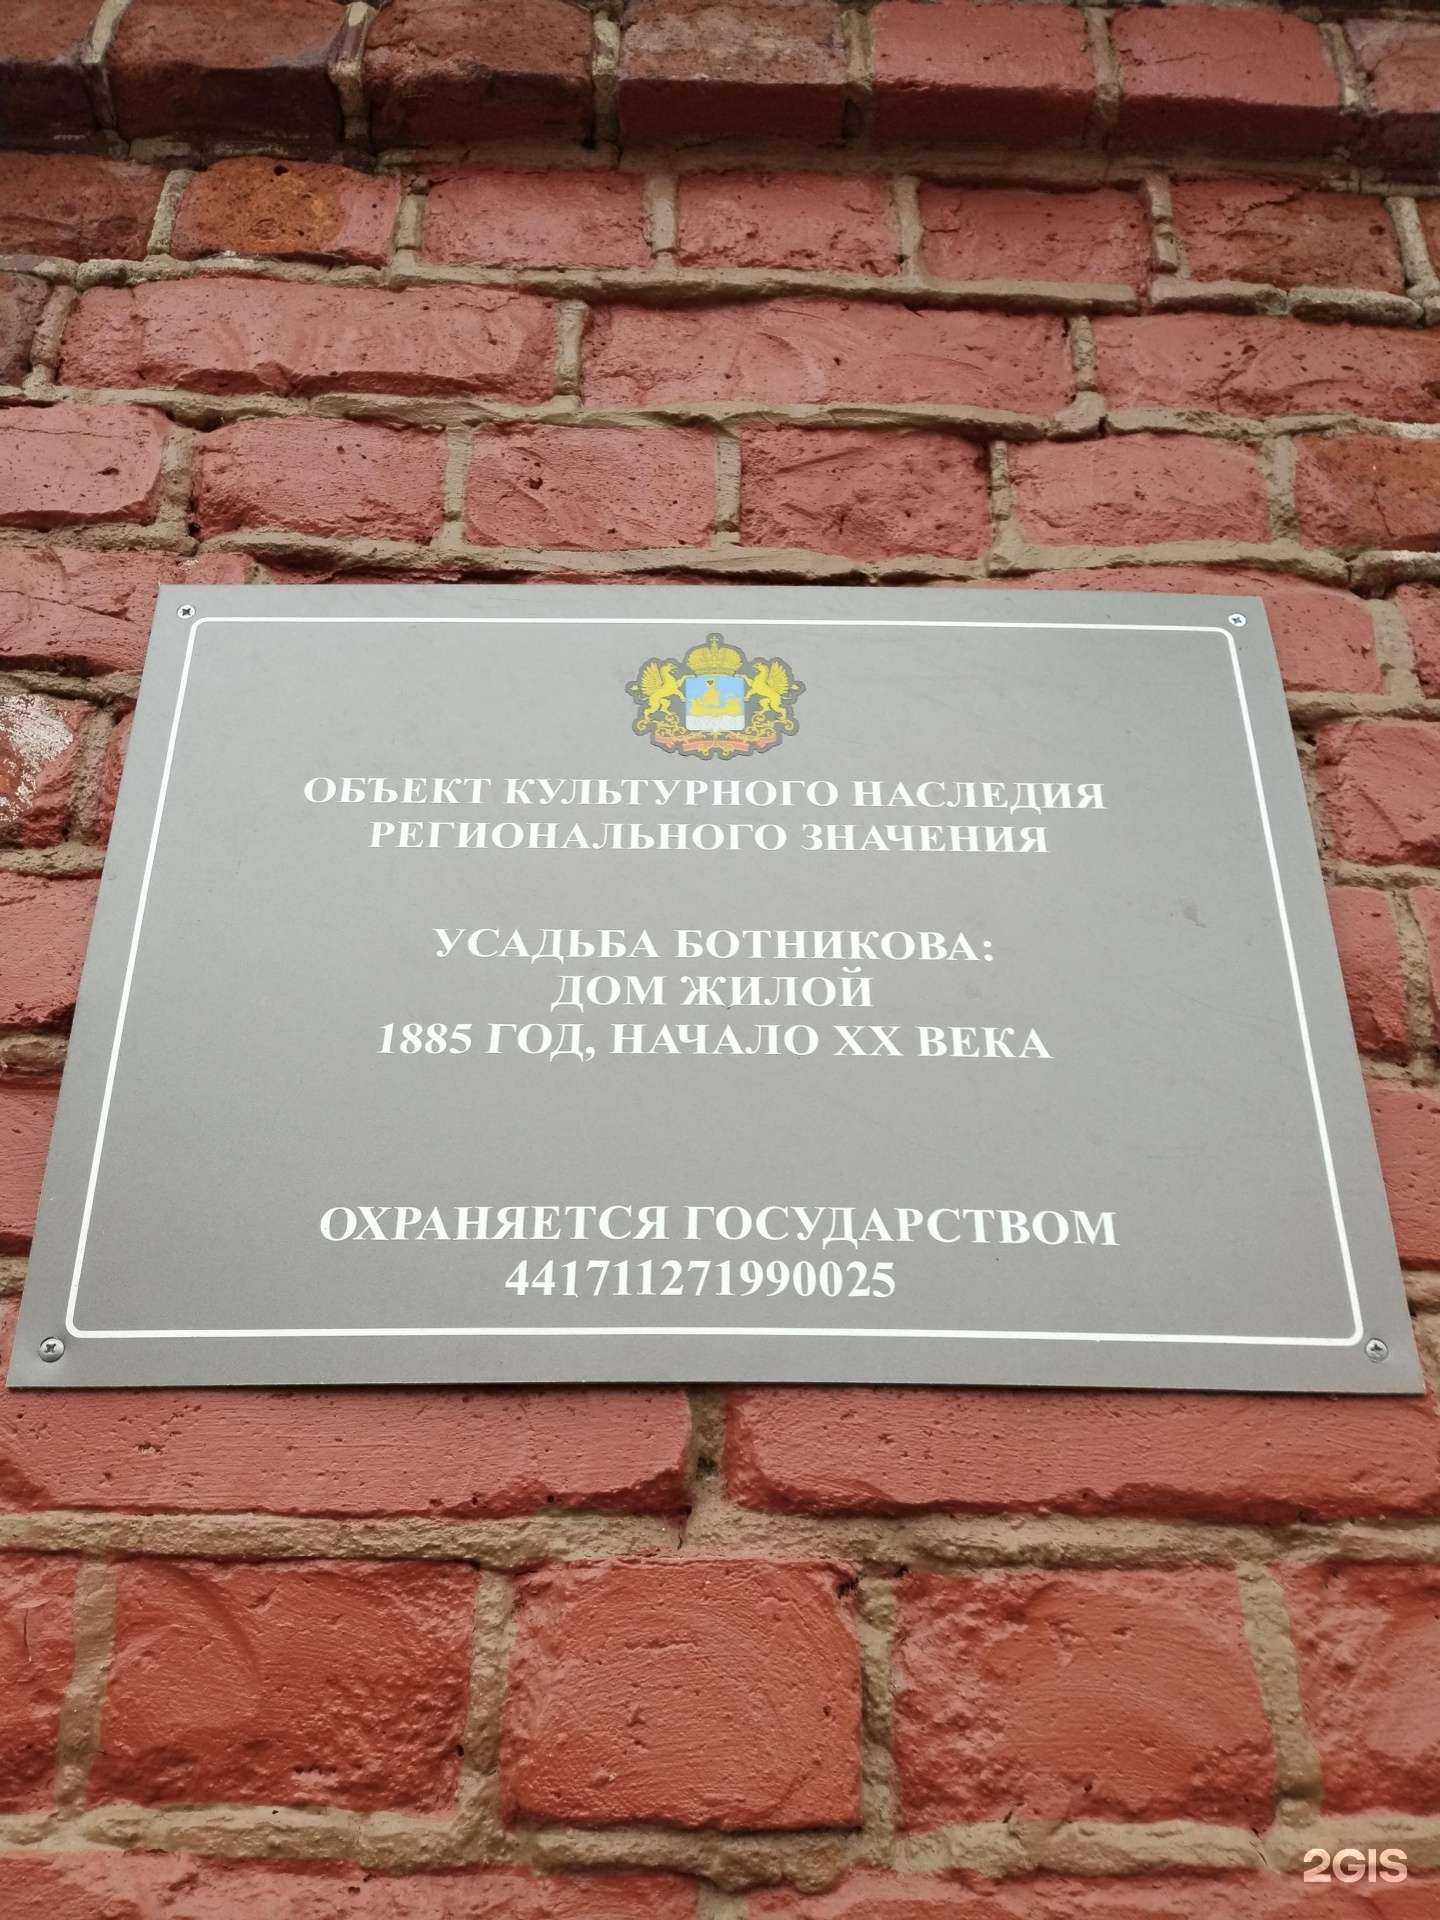 ОБЪЕКТ КУЛЬТУРНОГО НАСЛЕДИЯ
РЕГИОНАЛЬНОГО ЗНАЧЕНИЯ
УСАДЬБА БОТНИКОВА:
ДОМ ЖИЛОЙ
1885 ГОД, НАЧАЛО XX ВЕКА
ОХРАНЯЕТСЯ ГОСУДАРСТВОМ
441711271990025
2GIS